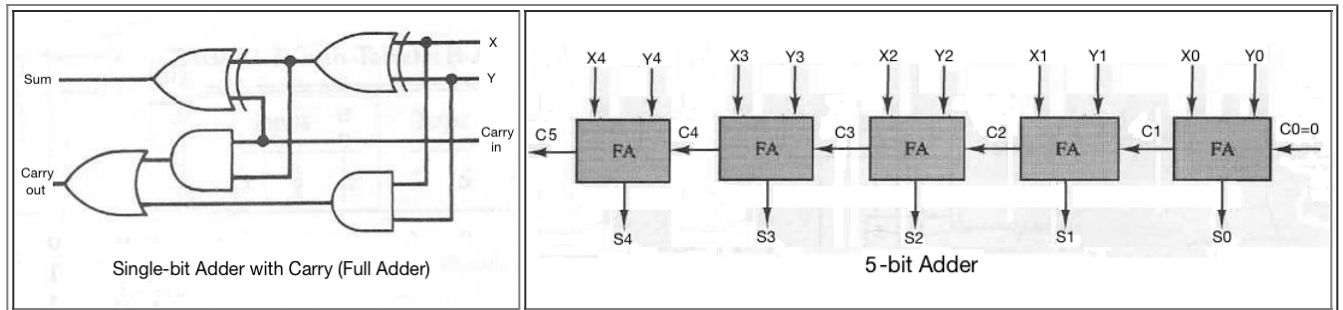 X
Sum
Y
Carry
in
Carry
out
Single-bit Adder with Carry (Full Adder)
X4 Y4 X3 Y3 X2 Y2 X1 Y1 X0 Y0
C5 C4 C3 C2 C1 C0=0
FA FA FA FA FA
S4 S3 S2 S1 S0
5-bit Adder